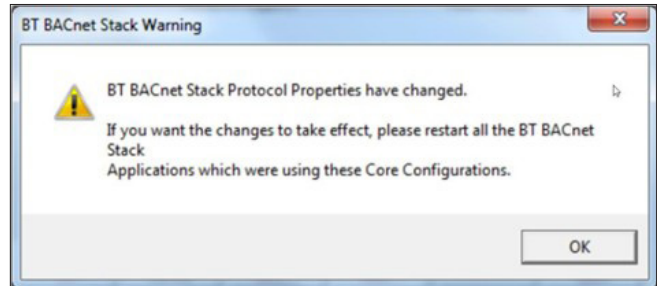 BT BACnet Stack Warning
BT BACnet Stack Protocol Properties have changed.
If you want the changes to take effect, please restart all the BT BACnet
Stack
Applications which were using these Core Configurations.
OK